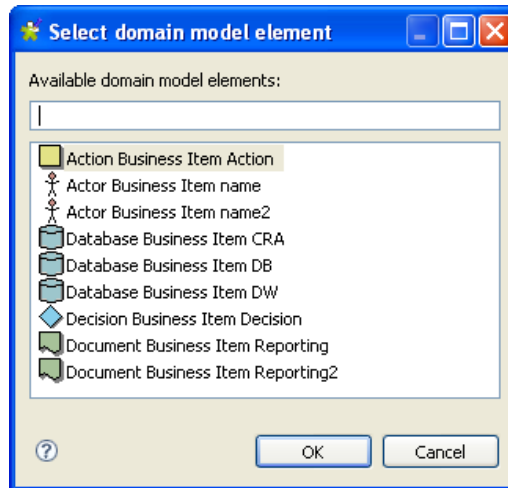 Select domain model element
Available domain model elements:
Action Business Item Action
Actor Business Item name
Actor Business Item name2
Database Business Item CRA
Database Business Item DB
Database Business Item DW
Decision Business Item Decision
Document Business Item Reporting
Document Business Item Reporting2
?
OK
Cancel